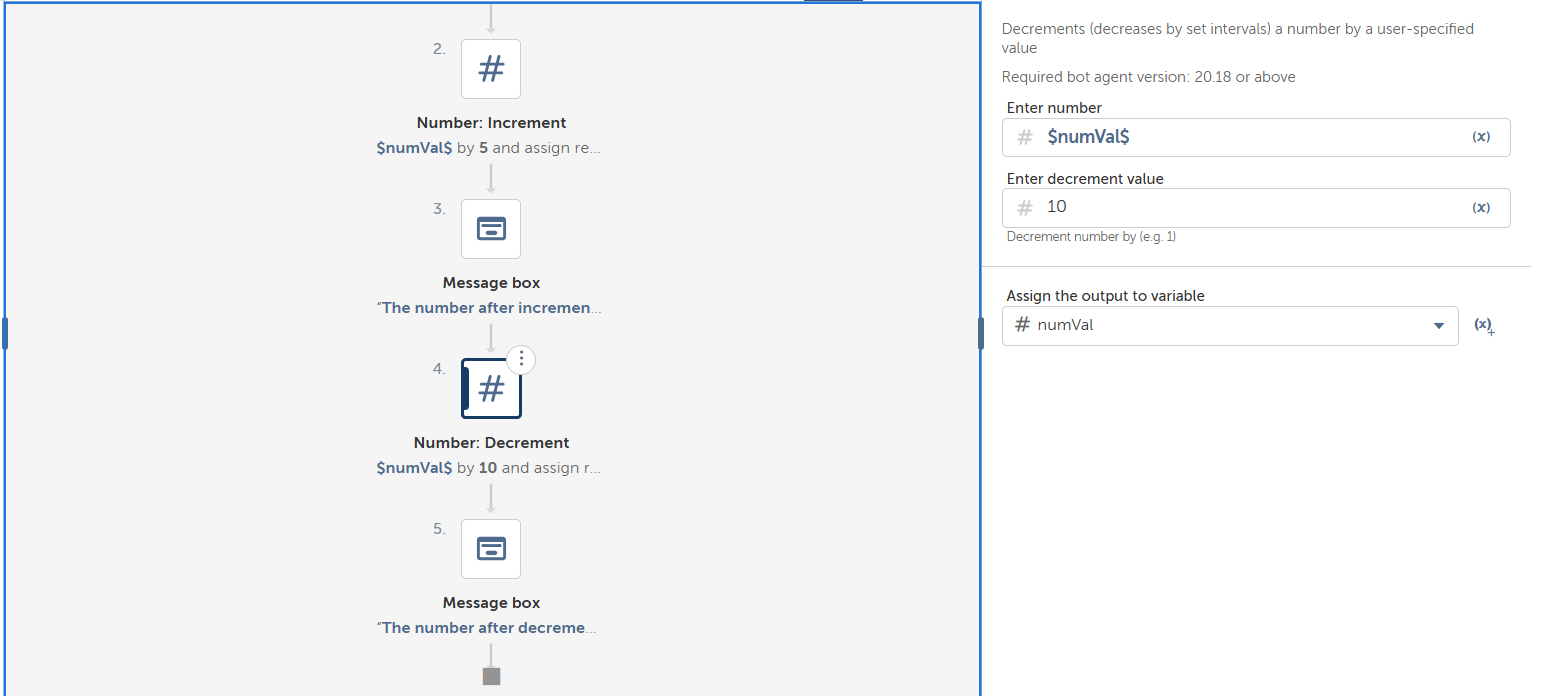 2.
Number: Increment
$numVal$ by 5 and assign re...
3.
Message box
"The number after incremen...
4.
Number: Decrement
$numVal$ by 10 and assign r...
5.
Message box
"The number after decreme...
Decrements (decreases by set intervals) a number by a user-specified
value
Required bot agent version: 20.18 or above
Enter number
# $numVal$ (x)
Enter decrement value
# 10 (x)
Decrement number by (e.g. 1)
Assign the output to variable
# numVal (x)+